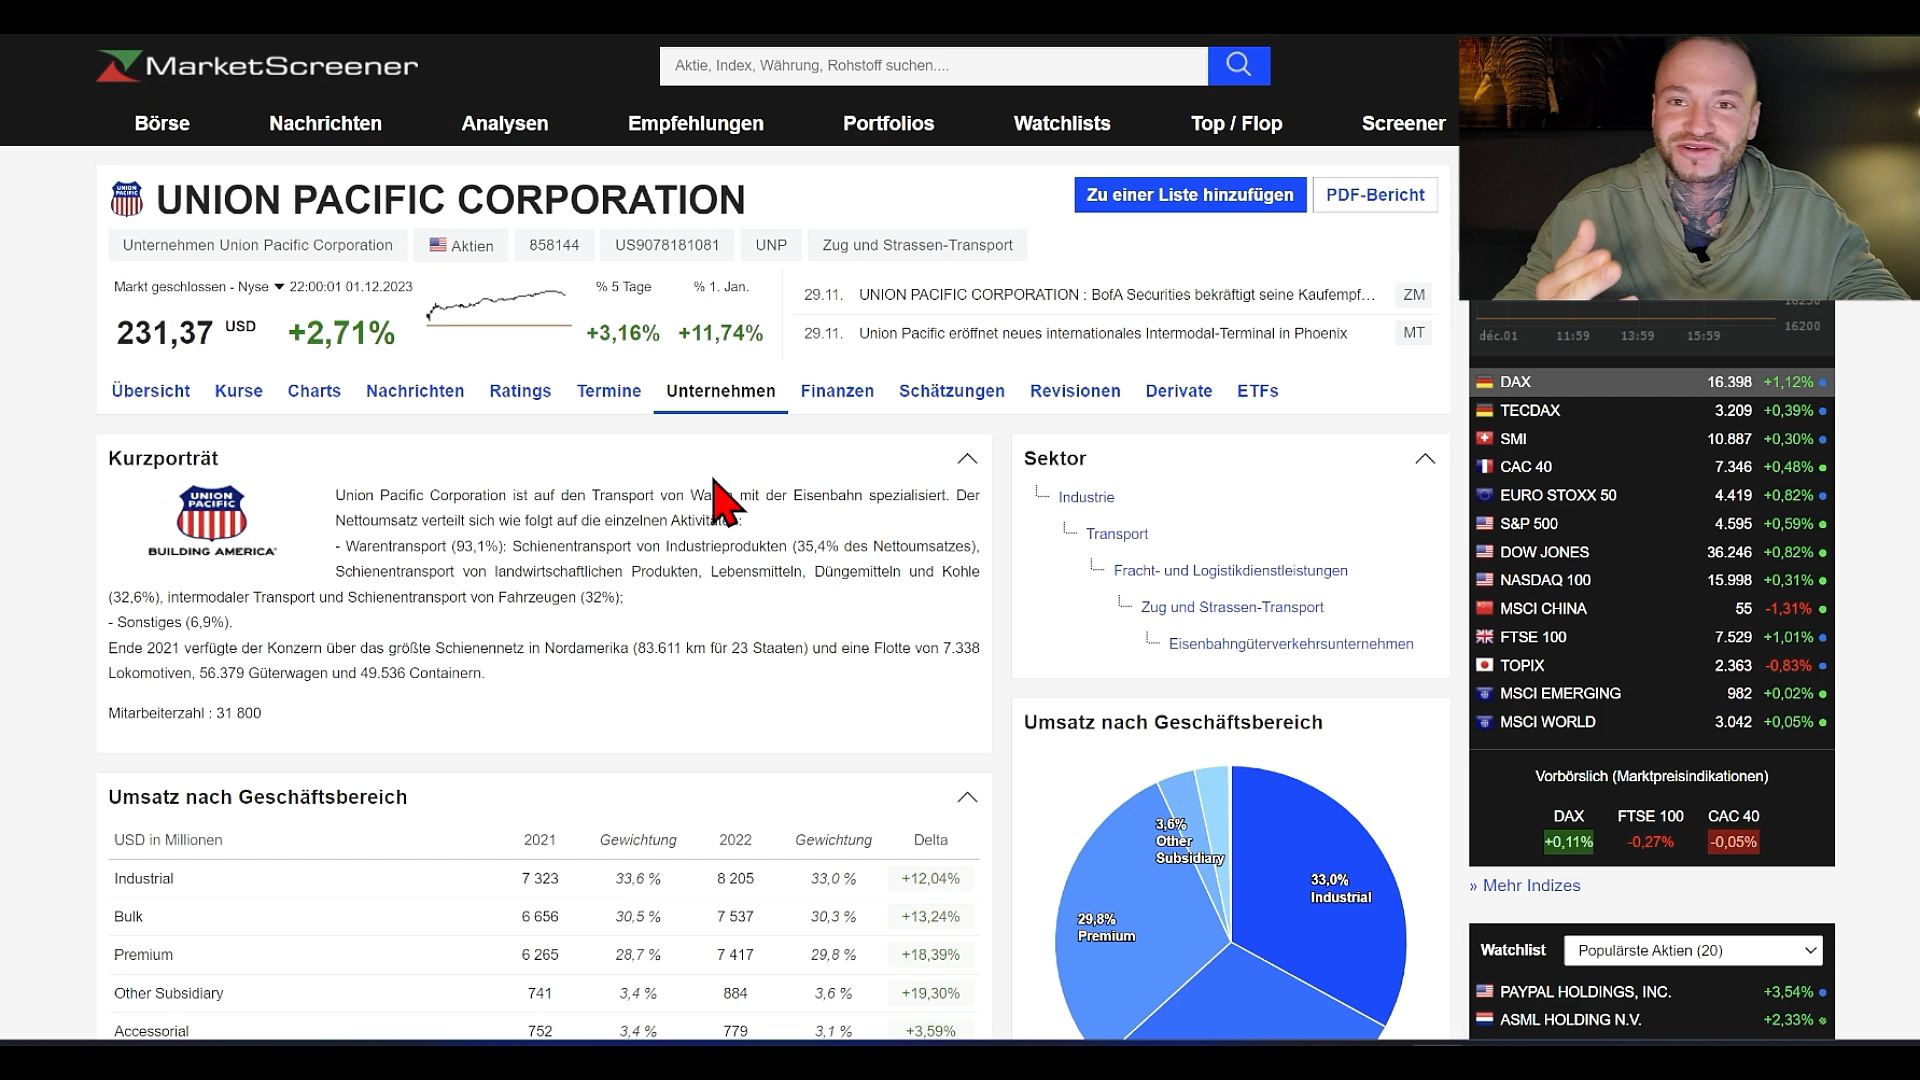 MarketScreener
Aktie, Index, Währung, Rohstoff suchen....
Börse Nachrichten Analysen Empfehlungen Portfolios Watchlists Top / Flop Screener
UNION PACIFIC CORPORATION
Zu einer Liste hinzufügen PDF-Bericht
Unternehmen Union Pacific Corporation Aktien 858144 US9078181081 UNP Zug und Strassen-Transport
Markt geschlossen - Nyse 22:00:01 01.12.2023 % 5 Tage % 1. Jan.
231,37 USD +2,71% +3,16% +11,74%
29.11. UNION PACIFIC CORPORATION : BofA Securities bekräftigt seine Kaufempf... ZM
29.11. Union Pacific eröffnet neues internationales Intermodal-Terminal in Phoenix MT
Übersicht Kurse Charts Nachrichten Ratings Termine Unternehmen Finanzen Schätzungen Revisionen Derivate ETFs
Kurzporträt
UNION PACIFIC
BUILDING AMERICA®
Union Pacific Corporation ist auf den Transport von mit der Eisenbahn spezialisiert. Der
Nettoumsatz verteilt sich wie folgt auf die einzelnen
- Warentransport (93,1%): Schienentransport von Industrieprodukten (35,4% des Nettoumsatzes),
Schienentransport von landwirtschaftlichen Produkten, Lebensmitteln, Düngemitteln und Kohle
(32,6%), intermodaler Transport und Schienentransport von Fahrzeugen (32%);
- Sonstiges (6,9%).
Ende 2021 verfügte der Konzern über das größte Schienennetz in Nordamerika (83.611 km für 23 Staaten) und eine Flotte von 7.338
Lokomotiven, 56.379 Güterwagen und 49.536 Containern.
Mitarbeiterzahl : 31 800
Umsatz nach Geschäftsbereich
USD in Millionen 2021 Gewichtung 2022 Gewichtung Delta
Industrial 7 323 33,6 % 8 205 33,0 % +12,04%
Bulk 6 656 30,5 % 7 537 30,3 % +13,24%
Premium 6 265 28,7 % 7 417 29,8 % +18,39%
Other Subsidiary 741 3,4 % 884 3,6 % +19,30%
Accessorial 752 3,4 % 779 3,1 % +3,59%
Sektor
Industrie
Transport
Fracht- und Logistikdienstleistungen
Zug und Strassen-Transport
Eisenbahngüterverkehrsunternehmen
Umsatz nach Geschäftsbereich
3,6%
Other
Subsidiary
33,0%
Industrial
29,8%
Premium
16250
16200
déc.01 11:59 13:59 15:59
DAX 16.398 +1,12%
TECDAX 3.209 +0,39%
SMI 10.887 +0,30%
CAC 40 7.346 +0,48%
EURO STOXX 50 4.419 +0,82%
S&P 500 4.595 +0,59%
DOW JONES 36.246 +0,82%
NASDAQ 100 15.998 +0,31%
MSCI CHINA 55 -1,31%
FTSE 100 7.529 +1,01%
TOPIX 2.363 -0,83%
MSCI EMERGING 982 +0,02%
MSCI WORLD 3.042 +0,05%
Vorbörslich (Marktpreisindikationen)
DAX FTSE 100 CAC 40
+0,11% -0,27% -0,05%
» Mehr Indizes
Watchlist Populärste Aktien (20)
PAYPAL HOLDINGS, INC. +3,54%
ASML HOLDING N.V. +2,33%